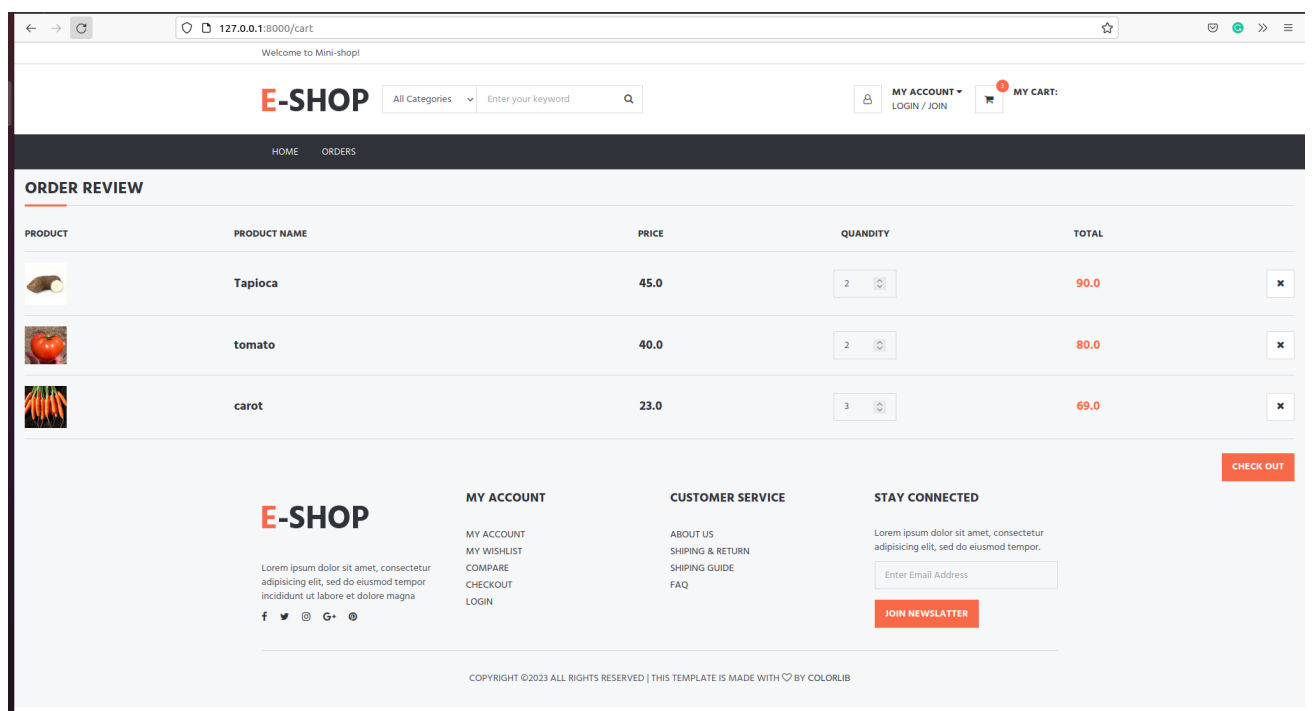 127.0.0.1:8000/cart
Welcome to Mini-shop!
E-SHOP
All Categories
Enter your keyword
MY ACCOUNT
LOGIN / JOIN
3
MY CART:
HOME ORDERS
ORDER REVIEW
PRODUCT PRODUCT NAME PRICE QUANDITY TOTAL
Tapioca 45.0 2 90.0
tomato 40.0 2 80.0
carot 23.0 3 69.0
CHECK OUT
E-SHOP
Lorem ipsum dolor sit amet, consectetur
adipisicing elit, sed do eiusmod tempor
incididunt ut labore et dolore magna
MY ACCOUNT
MY ACCOUNT
MY WISHLIST
COMPARE
CHECKOUT
LOGIN
CUSTOMER SERVICE
ABOUT US
SHIPING & RETURN
SHIPING GUIDE
FAQ
STAY CONNECTED
Lorem ipsum dolor sit amet, consectetur
adipisicing elit, sed do eiusmod tempor.
Enter Email Address
JOIN NEWSLATTER
COPYRIGHT ©2023 ALL RIGHTS RESERVED | THIS TEMPLATE IS MADE WITH ♡ BY COLORLIB